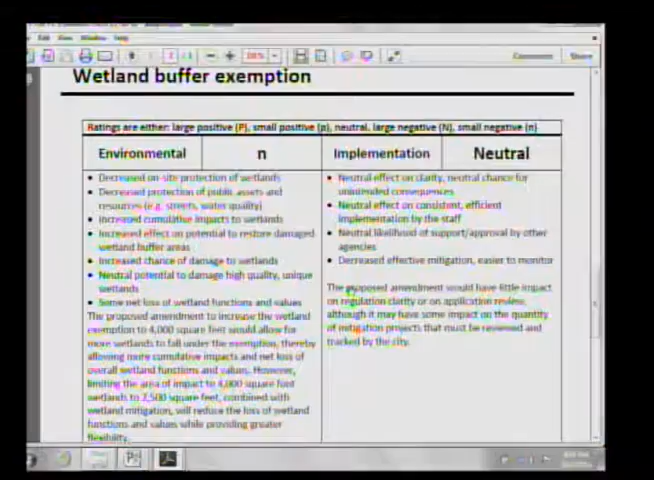 Edit View Window Help
Comment Share
Wetland buffer exemption
Ratings are either: large positive (P), small positive (p), neutral, large negative (N), small negative (n)
Environmental n Implementation Neutral
• Decreased on-site protection of wetlands
• Decreased protection of public assets and
resources (e.g. streets, water quality)
• Increased cumulative impacts to wetlands
• Increased effect on potential to restore damaged
wetland buffer areas
• Increased chance of damage to wetlands
• Neutral potential to damage high quality, unique
wetlands
• Some net loss of wetland functions and values
The proposed amendment to increase the wetland
exemption to 4,000 square feet would allow for
more wetlands to fall under the exemption, thereby
allowing more cumulative impacts and net loss of
overall wetland functions and values. However,
limiting the area of impact to 4,000 square foot
wetlands to 2,500 square feet, combined with
wetland mitigation, will reduce the loss of wetland
functions and values while providing greater
flexibility.
• Neutral effect on clarity, neutral chance for
unintended consequences
• Neutral effect on consistent, efficient
implementation by the staff
• Neutral likelihood of support/approval by other
agencies
• Decreased effective mitigation, easier to monitor
The proposed amendment would have little impact
on regulation clarity or on application review,
although it may have some impact on the quantity
of mitigation projects that must be reviewed and
tracked by the city.